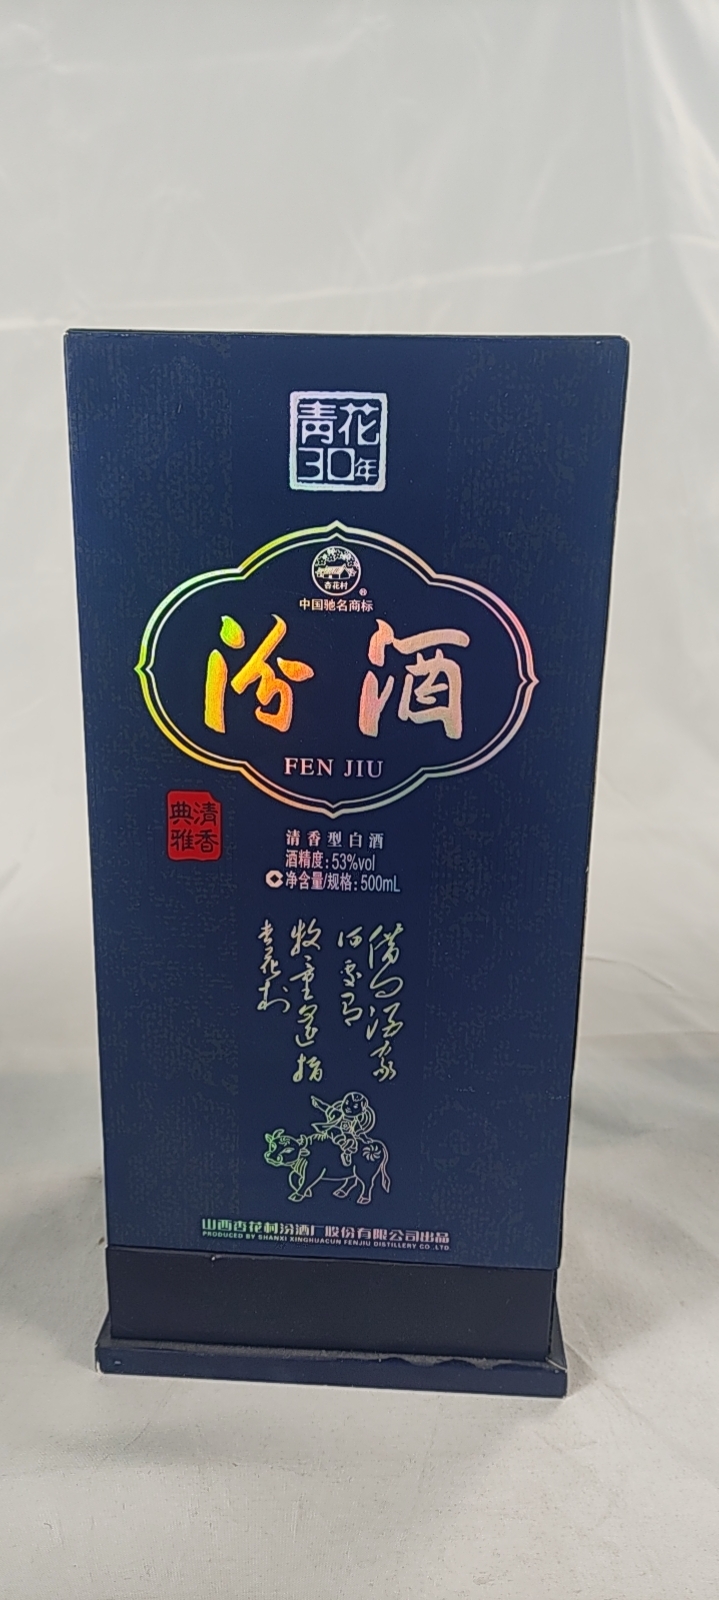 青花
30年
杏花村
®
中国驰名商标
汾酒
FEN JIU
清香
典雅
清香型白酒
酒精度:53%vol
净含量/规格:500mL
借问酒家
何处有
牧童遥指
杏花村
山西杏花村汾酒厂股份有限公司出品
PRODUCED BY SHANXI XINGHUACUN FENJIU DISTILLERY CO.,LTD